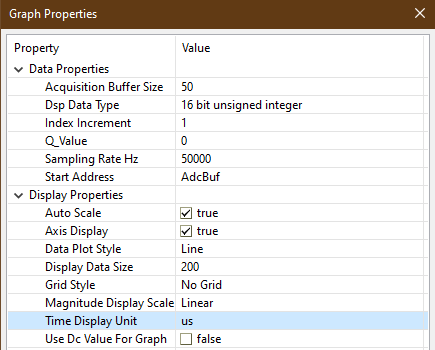 Graph Properties
Property Value
Data Properties
Acquisition Buffer Size 50
Dsp Data Type 16 bit unsigned integer
Index Increment 1
Q_Value 0
Sampling Rate Hz 50000
Start Address AdcBuf
Display Properties
Auto Scale true
Axis Display true
Data Plot Style Line
Display Data Size 200
Grid Style No Grid
Magnitude Display Scale Linear
Time Display Unit us
Use Dc Value For Graph false